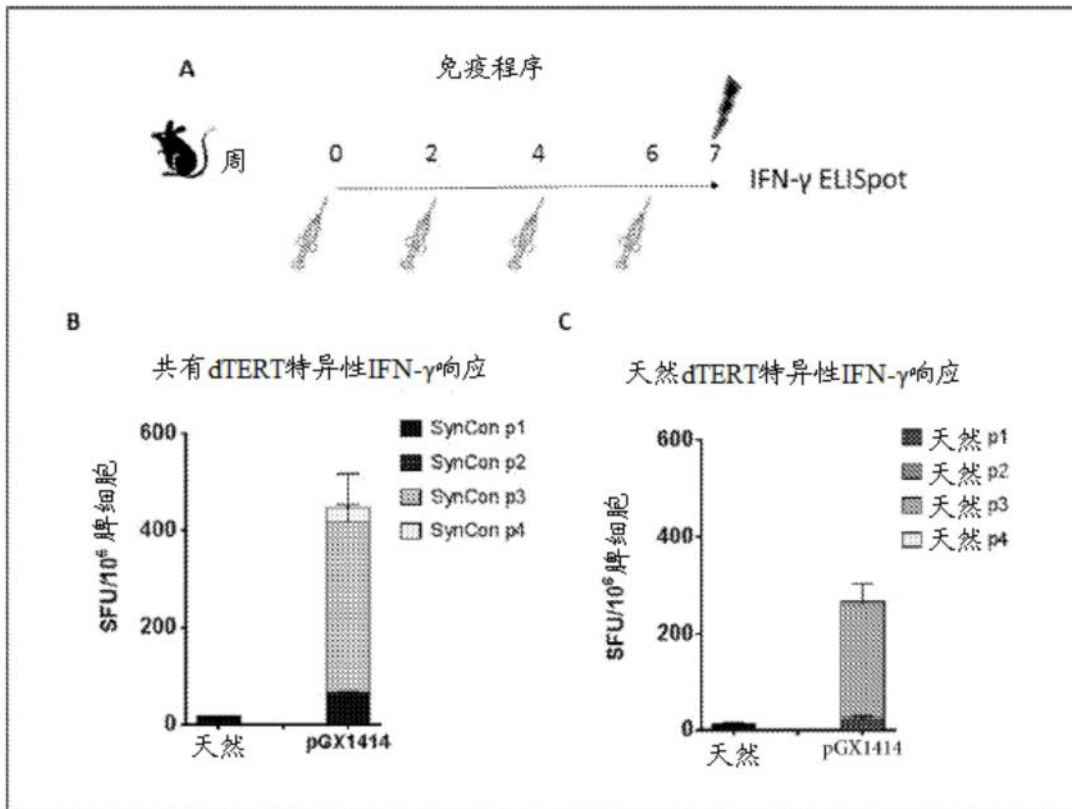 A
免疫程序
周
0 2 4 6 7
IFN-γ ELISpot
B
共有dTERT特异性IFN-γ响应
600
400
200
0
SFU/10⁶ 脾细胞
SynCon p1
SynCon p2
SynCon p3
SynCon p4
天然
pGX1414
C
天然dTERT特异性IFN-γ响应
600
400
200
0
SFU/10⁶脾细胞
天然 p1
天然 p2
天然 p3
天然 p4
天然
pGX1414